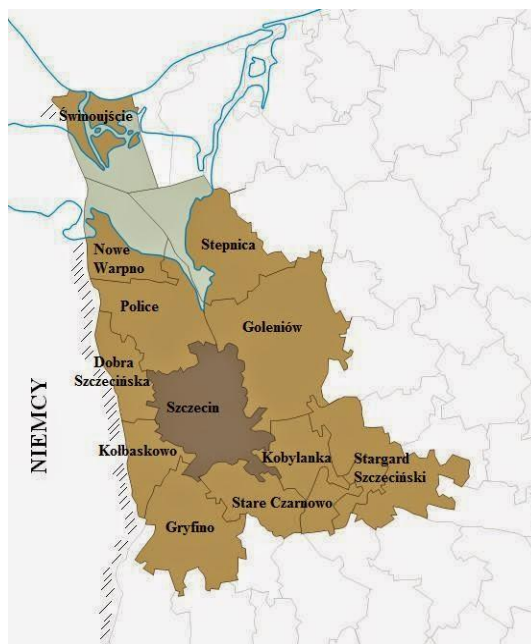 Świnoujście
Stepnica
Nowe
Warpno
Police
Goleniów
Dobra
Szczecińska
Szczecin
NIEMCY
Kołbaskowo
Kobylanka
Stargard
Szczeciński
Stare Czarnowo
Gryfino